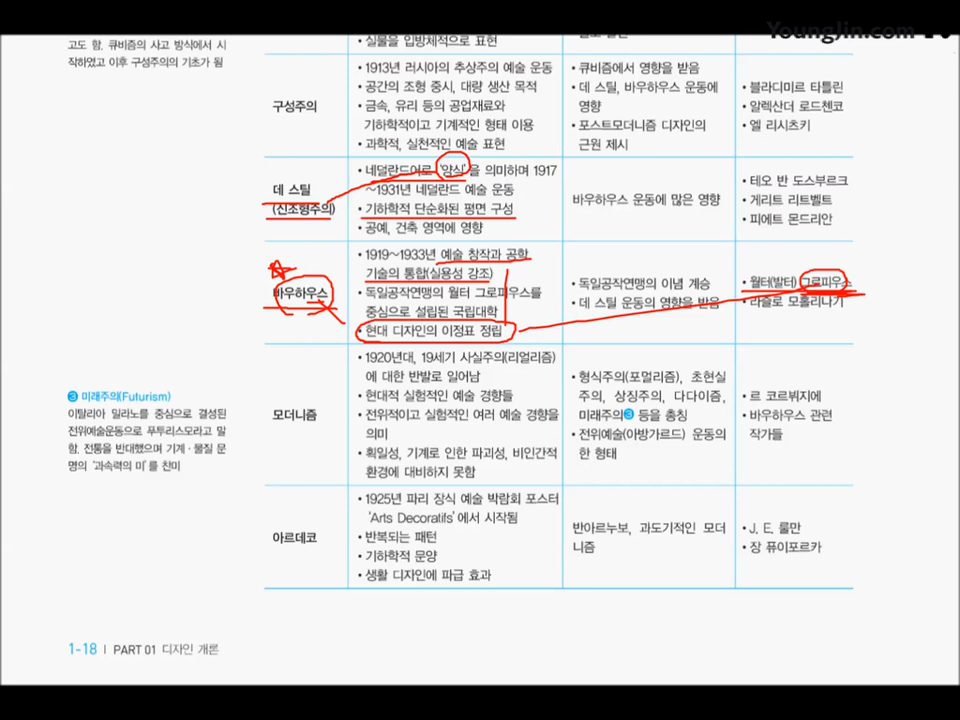 Youngjin.com
고도 함. 큐비즘의 사고 방식에서 시
작하였고 이후 구성주의의 기초가 됨
• 실물을 입방체적으로 표현
구성주의
• 1913년 러시아의 추상주의 예술 운동
• 공간의 조형 중시, 대량 생산 목적
• 금속, 유리 등의 공업재료와
기하학적이고 기계적인 형태 이용
• 과학적, 실천적인 예술 표현
• 큐비즘에서 영향을 받음
• 데 스틸, 바우하우스 운동에
영향
• 포스트모더니즘 디자인의
근원 제시
• 블라디미르 타틀린
• 알렉산더 로드첸코
• 엘 리시츠키
데 스틸
(신조형주의)
• 네덜란드어로 '양식'을 의미하며 1917
~1931년 네덜란드 예술 운동
• 기하학적 단순화된 평면 구성
• 공예, 건축 영역에 영향
바우하우스 운동에 많은 영향
• 테오 반 도스부르크
• 게리트 리트벨트
• 피에트 몬드리안
바우하우스
• 1919~1933년 예술 창작과 공학
기술의 통합(실용성 강조)
• 독일공작연맹의 월터 그로피우스를
중심으로 설립된 국립대학
• 현대 디자인의 이정표 정립
• 독일공작연맹의 이념 계승
• 데 스틸 운동의 영향을 받음
• 월터(발터) 그로피우스
• 라즐로 모홀리나기
모더니즘
• 1920년대, 19세기 사실주의(리얼리즘)
에 대한 반발로 일어남
• 현대적 실험적인 예술 경향들
• 전위적이고 실험적인 여러 예술 경향을
의미
• 획일성, 기계로 인한 파괴성, 비인간적
환경에 대비하지 못함
• 형식주의(포멀리즘), 초현실
주의, 상징주의, 다다이즘,
미래주의❸ 등을 총칭
• 전위예술(아방가르드) 운동의
한 형태
• 르 코르뷔지에
• 바우하우스 관련
작가들
❸ 미래주의(Futurism)
이탈리아 밀라노를 중심으로 결성된
전위예술운동으로 푸투리스모라고 말
함. 전통을 반대했으며 기계·물질 문
명의 '과속력의 미'를 찬미
아르데코
• 1925년 파리 장식 예술 박람회 포스터
'Arts Decoratifs'에서 시작됨
• 반복되는 패턴
• 기하학적 문양
• 생활 디자인에 파급 효과
반아르누보, 과도기적인 모더
니즘
• J. E. 룰만
• 장 퓨이포르카
1-18 | PART 01 디자인 개론